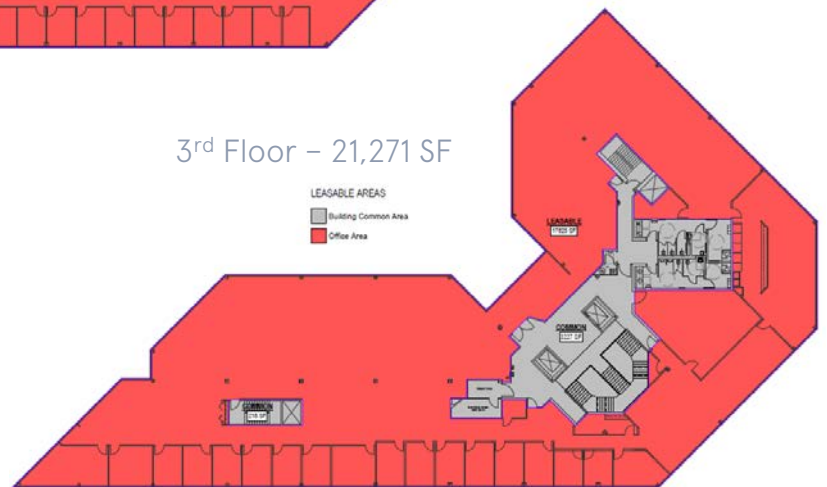 3rd Floor – 21,271 SF
LEASABLE AREAS
Building Common Area
Office Area
LEASABLE
COMMON
COMMON